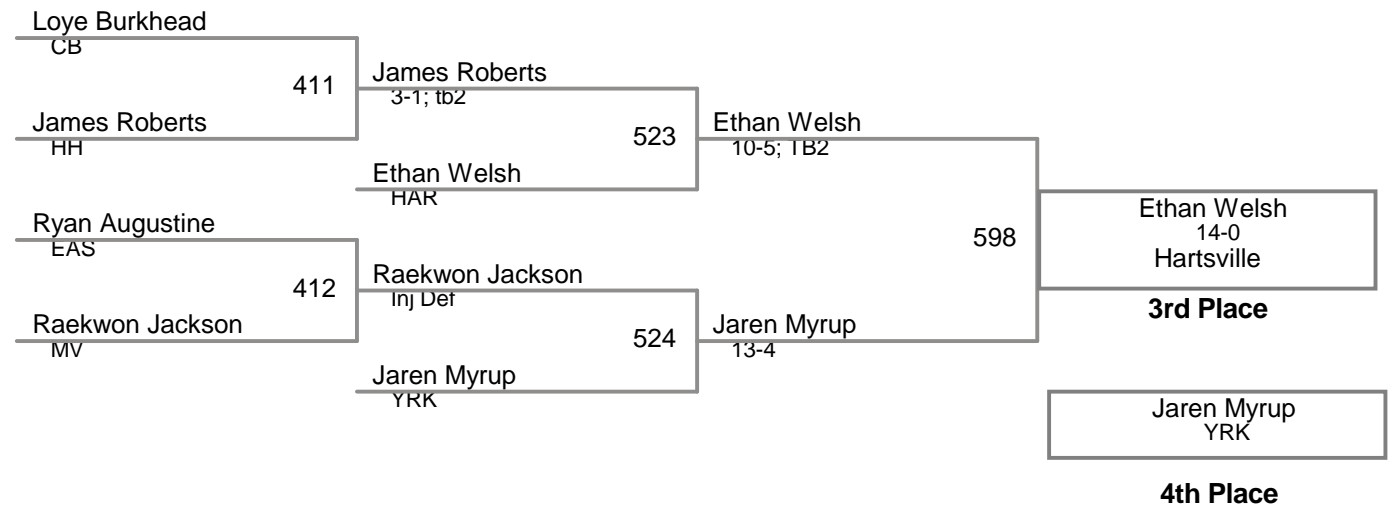 Loye Burkhead
CB
411
James Roberts
HH
James Roberts
3-1; tb2
523
Ethan Welsh
HAR
Ethan Welsh
10-5; TB2
Ryan Augustine
EAS
412
Raekwon Jackson
MV
Raekwon Jackson
Inj Def
524
Jaren Myrup
YRK
Jaren Myrup
13-4
598
Ethan Welsh
14-0
Hartsville
3rd Place
Jaren Myrup
YRK
4th Place